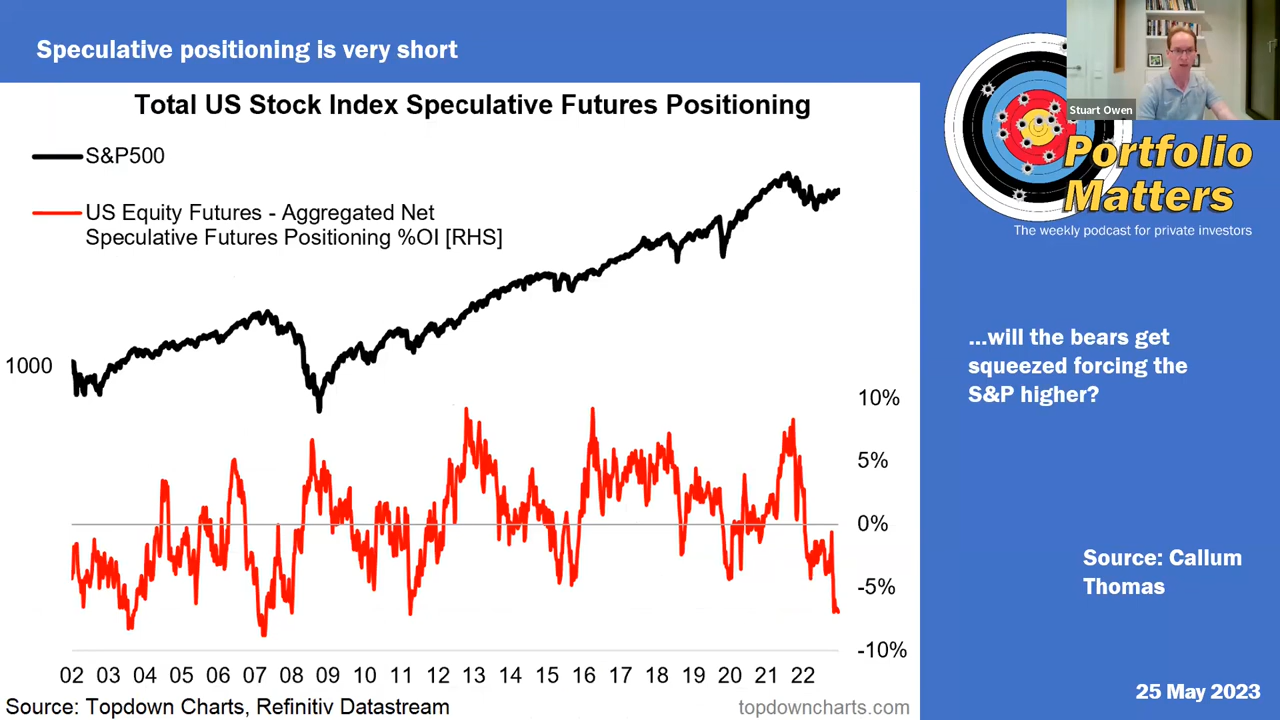 Speculative positioning is very short
Total US Stock Index Speculative Futures Positioning
S&P500
US Equity Futures - Aggregated Net
Speculative Futures Positioning %OI [RHS]
1000
10%
5%
0%
-5%
-10%
02 03 04 05 06 07 08 09 10 11 12 13 14 15 16 17 18 19 20 21 22
Source: Topdown Charts, Refinitiv Datastream
topdowncharts.com
Stuart Owen
Portfolio
Matters
The weekly podcast for private investors
...will the bears get
squeezed forcing the
S&P higher?
Source: Callum
Thomas
25 May 2023